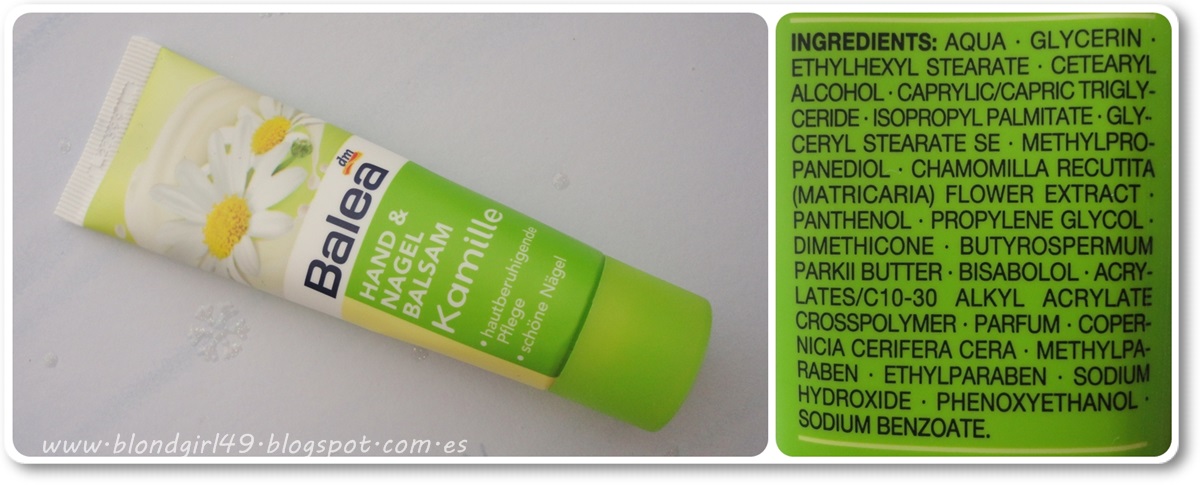 dm
Balea
HAND &
NAGEL
BALSAM
Kamille
• hautberuhigende
Pflege
• schöne Nägel
www.blondgirl49.blogspot.com.es
INGREDIENTS: AQUA · GLYCERIN ·
ETHYLHEXYL STEARATE · CETEARYL
ALCOHOL · CAPRYLIC/CAPRIC TRIGLY-
CERIDE · ISOPROPYL PALMITATE · GLY-
CERYL STEARATE SE · METHYLPRO-
PANEDIOL · CHAMOMILLA RECUTITA
(MATRICARIA) FLOWER EXTRACT ·
PANTHENOL · PROPYLENE GLYCOL ·
DIMETHICONE · BUTYROSPERMUM
PARKII BUTTER · BISABOLOL · ACRY-
LATES/C10-30 ALKYL ACRYLATE
CROSSPOLYMER · PARFUM · COPER-
NICIA CERIFERA CERA · METHYLPA-
RABEN · ETHYLPARABEN · SODIUM
HYDROXIDE · PHENOXYETHANOL ·
SODIUM BENZOATE.